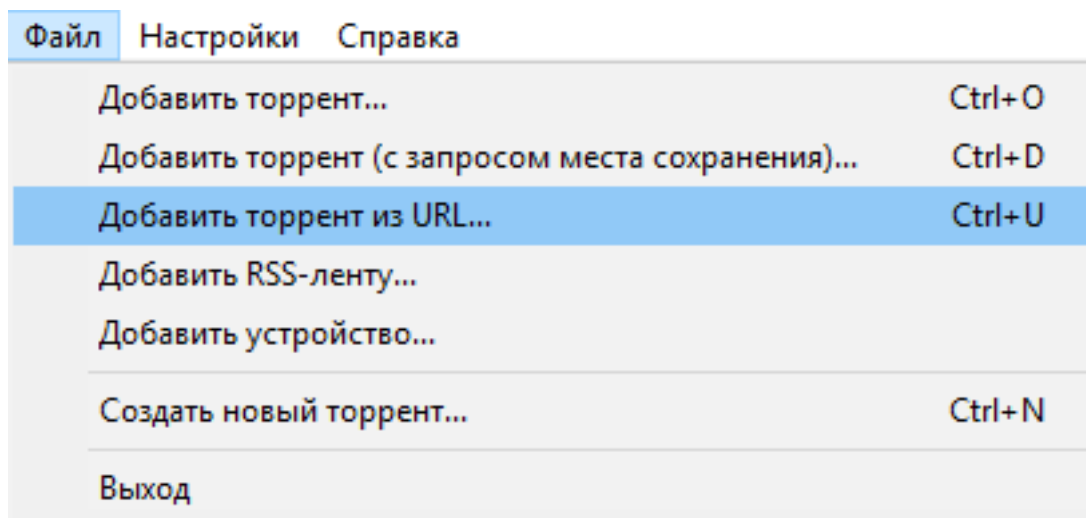 Файл Настройки Справка
Добавить торрент... Ctrl+O
Добавить торрент (с запросом места сохранения)... Ctrl+D
Добавить торрент из URL... Ctrl+U
Добавить RSS-ленту...
Добавить устройство...
Создать новый торрент... Ctrl+N
Выход